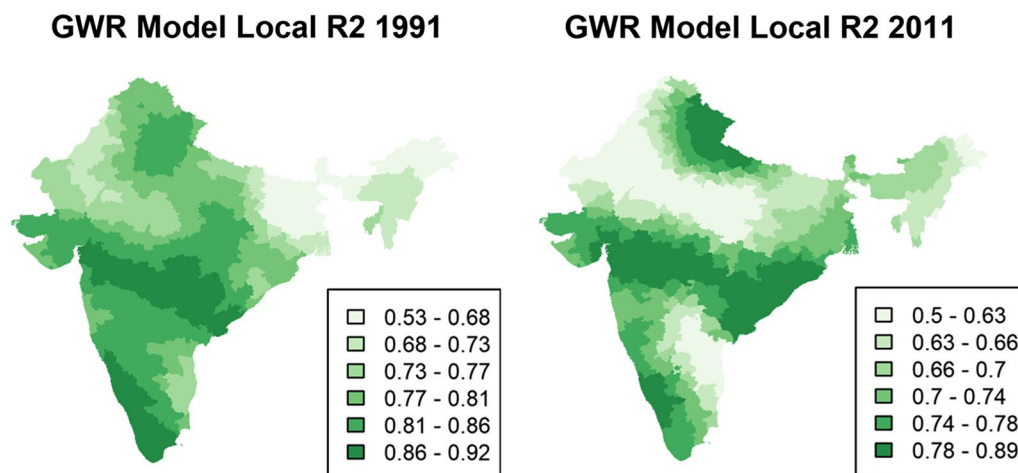 GWR Model Local R2 1991
0.53 - 0.68
0.68 - 0.73
0.73 - 0.77
0.77 - 0.81
0.81 - 0.86
0.86 - 0.92
GWR Model Local R2 2011
0.5 - 0.63
0.63 - 0.66
0.66 - 0.7
0.7 - 0.74
0.74 - 0.78
0.78 - 0.89